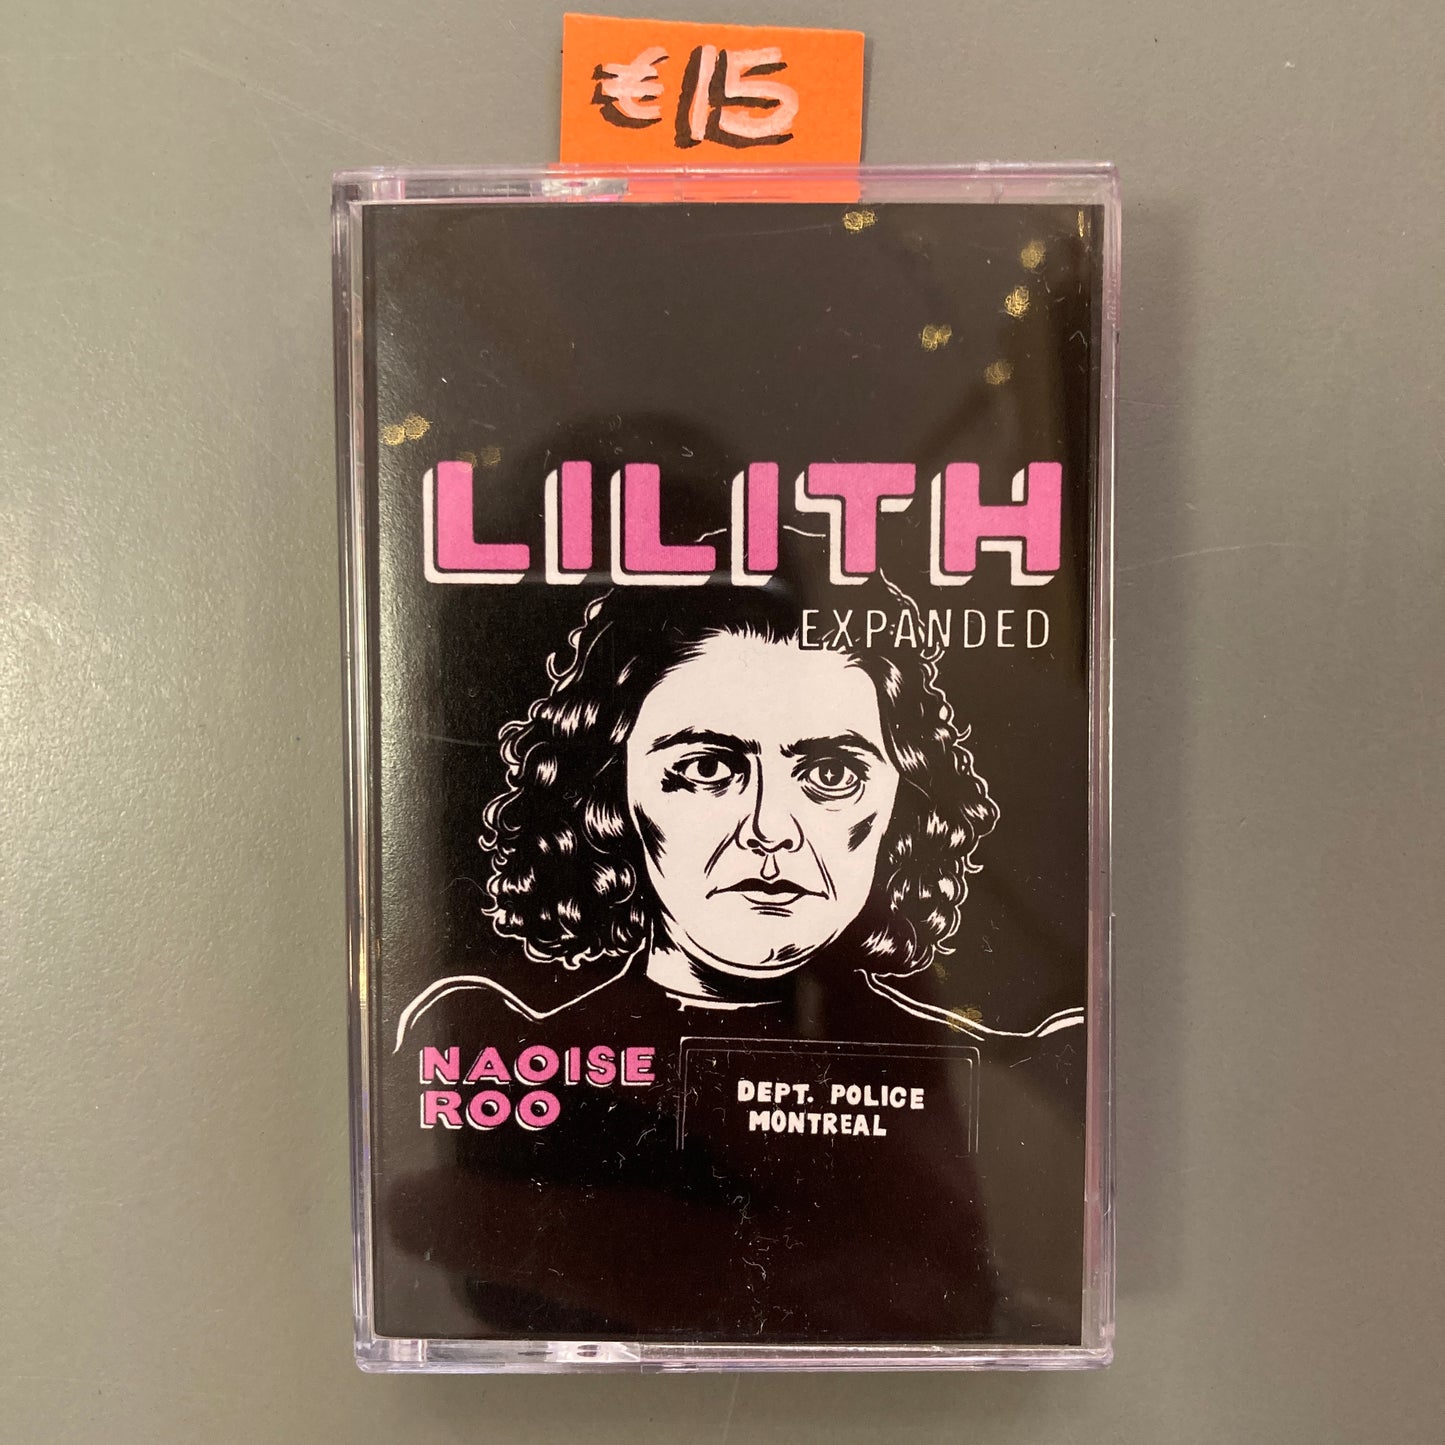 €15
LILITH
EXPANDED
NAOISE
ROO
DEPT. POLICE
MONTREAL